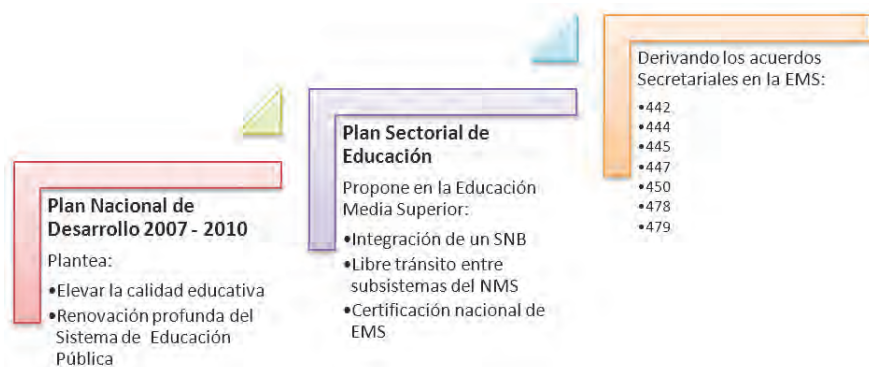 Plan Nacional de
Desarrollo 2007 - 2010
Plantea:
•Elevar la calidad educativa
•Renovación profunda del
Sistema de Educación
Pública
Plan Sectorial de
Educación
Propone en la Educación
Media Superior:
•Integración de un SNB
•Libre tránsito entre
subsistemas del NMS
•Certificación nacional de
EMS
Derivando los acuerdos
Secretariales en la EMS:
•442
•444
•445
•447
•450
•478
•479